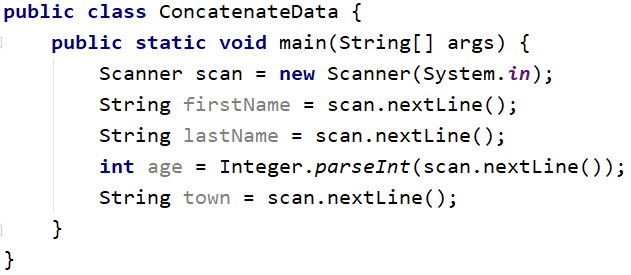 public class ConcatenateData {
    public static void main(String[] args) {
        Scanner scan = new Scanner(System.in);
        String firstName = scan.nextLine();
        String lastName = scan.nextLine();
        int age = Integer.parseInt(scan.nextLine());
        String town = scan.nextLine();
    }
}